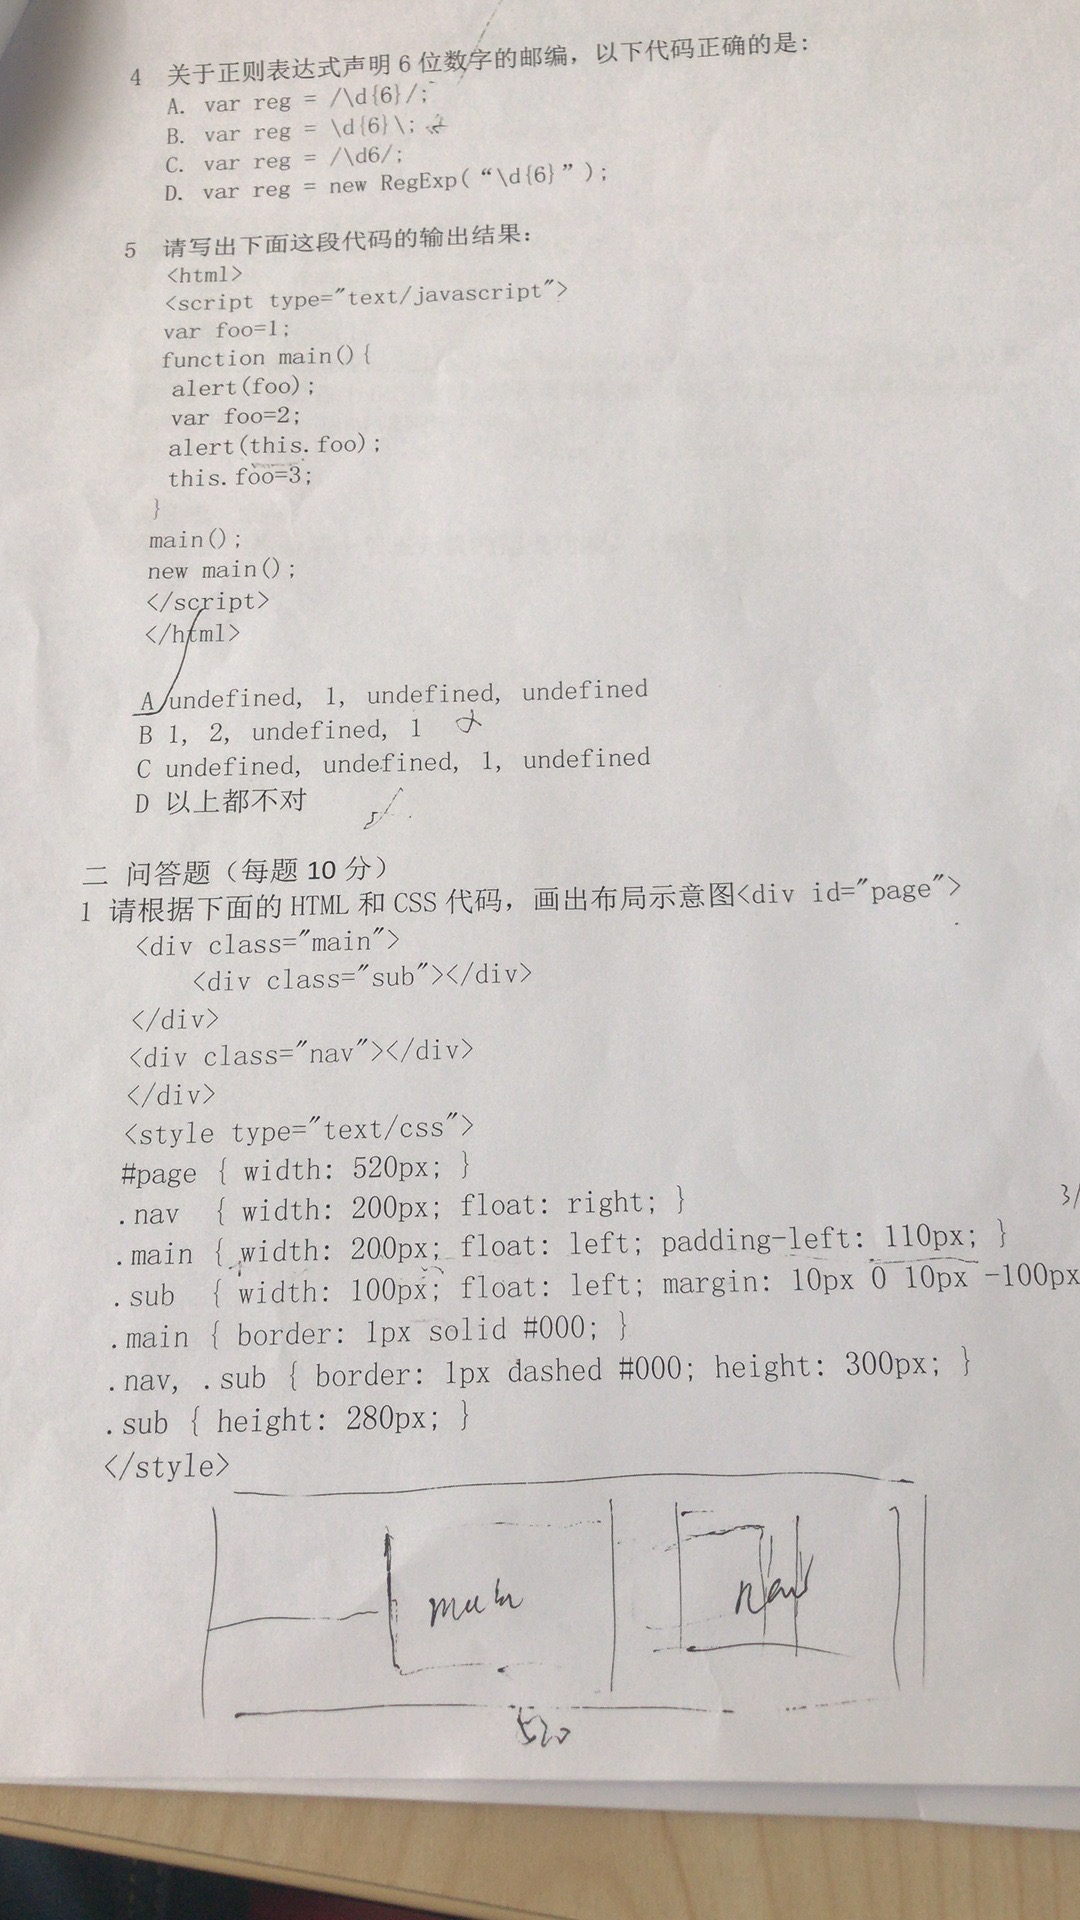 4 关于正则表达式声明6位数字的邮编，以下代码正确的是:
A. var reg = /\d{6}/;
B. var reg = \d{6}\;
C. var reg = /\d6/;
D. var reg = new RegExp(“\d{6}”);
5 请写出下面这段代码的输出结果:
<html>
<script type="text/javascript">
var foo=1;
function main(){
alert(foo);
var foo=2;
alert(this.foo);
this.foo=3;
}
main();
new main();
</script>
</html>
A undefined, 1, undefined, undefined
B 1, 2, undefined, 1
C undefined, undefined, 1, undefined
D 以上都不对
二 问答题（每题10分）
1 请根据下面的HTML和CSS代码，画出布局示意图<div id="page">
<div class="main">
<div class="sub"></div>
</div>
<div class="nav"></div>
</div>
<style type="text/css">
#page { width: 520px; }
.nav { width: 200px; float: right; }
.main { width: 200px; float: left; padding-left: 110px; }
.sub { width: 100px; float: left; margin: 10px 0 10px -100px
.main { border: 1px solid #000; }
.nav, .sub { border: 1px dashed #000; height: 300px; }
.sub { height: 280px; }
</style>
nav
520